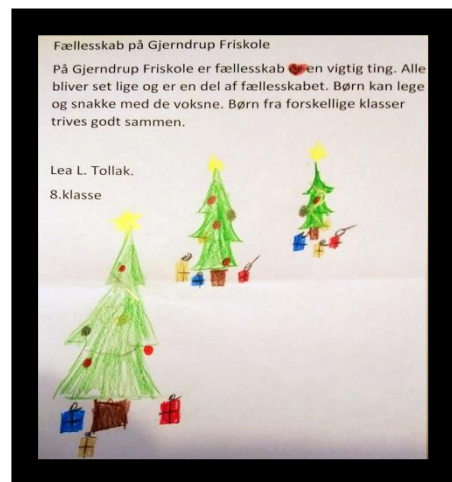 Fællesskab på Gjerndrup Friskole
På Gjerndrup Friskole er fællesskab en vigtig ting. Alle
bliver set lige og er en del af fællesskabet. Børn kan lege
og snakke med de voksne. Børn fra forskellige klasser
trives godt sammen.
Lea L. Tollak.
8.klasse